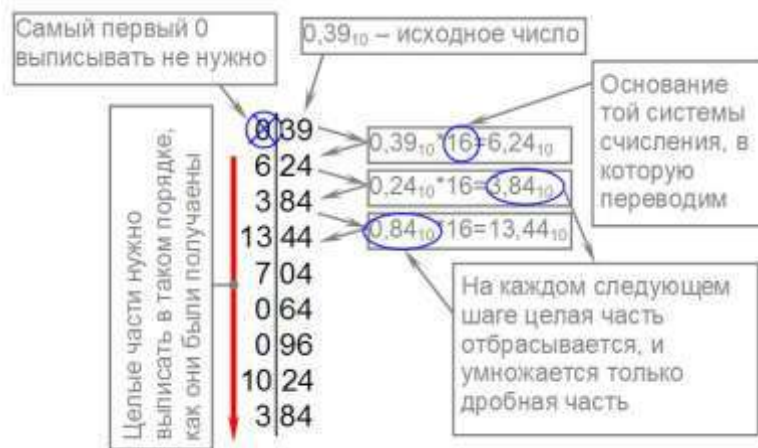 Самый первый 0
выписывать не нужно
0,39₁₀ – исходное число
Основание
той системы
счисления, в
которую
переводим
Целые части нужно
выписать в таком порядке,
как они были получаены
0 39
6 24
3 84
13 44
7 04
0 64
0 96
10 24
3 84
0,39₁₀*16=6,24₁₀
0,24₁₀*16=3,84₁₀
0,84₁₀*16=13,44₁₀
На каждом следующем
шаге целая часть
отбрасывается, и
умножается только
дробная часть